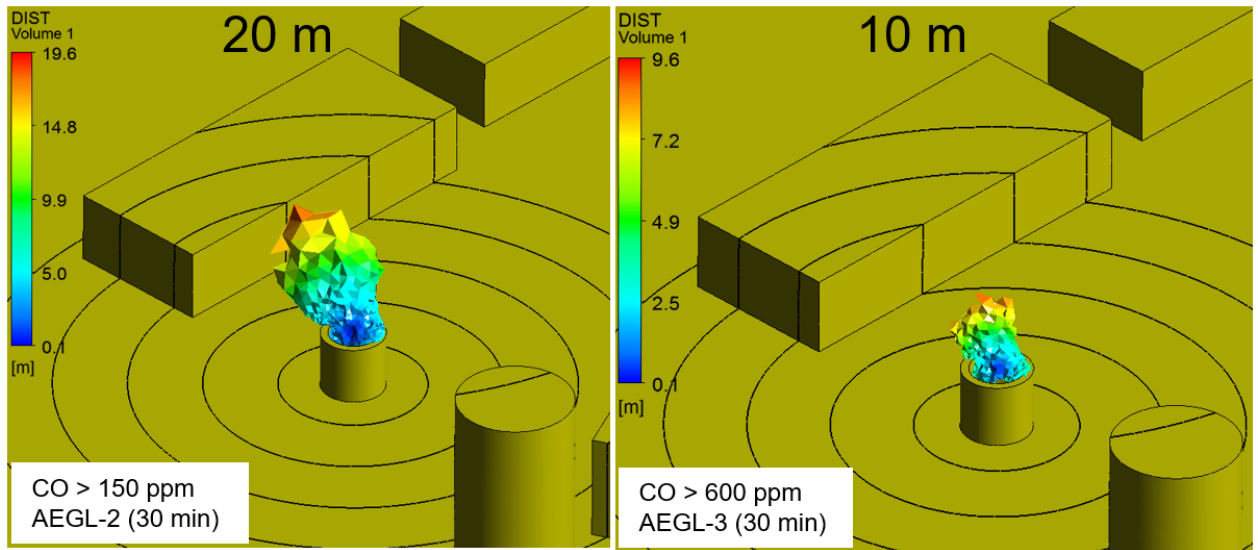 DIST
Volume 1
20 m
19.6
14.8
9.9
5.0
0.1
[m]
CO > 150 ppm
AEGL-2 (30 min)
DIST
Volume 1
10 m
9.6
7.2
4.9
2.5
0.1
[m]
CO > 600 ppm
AEGL-3 (30 min)